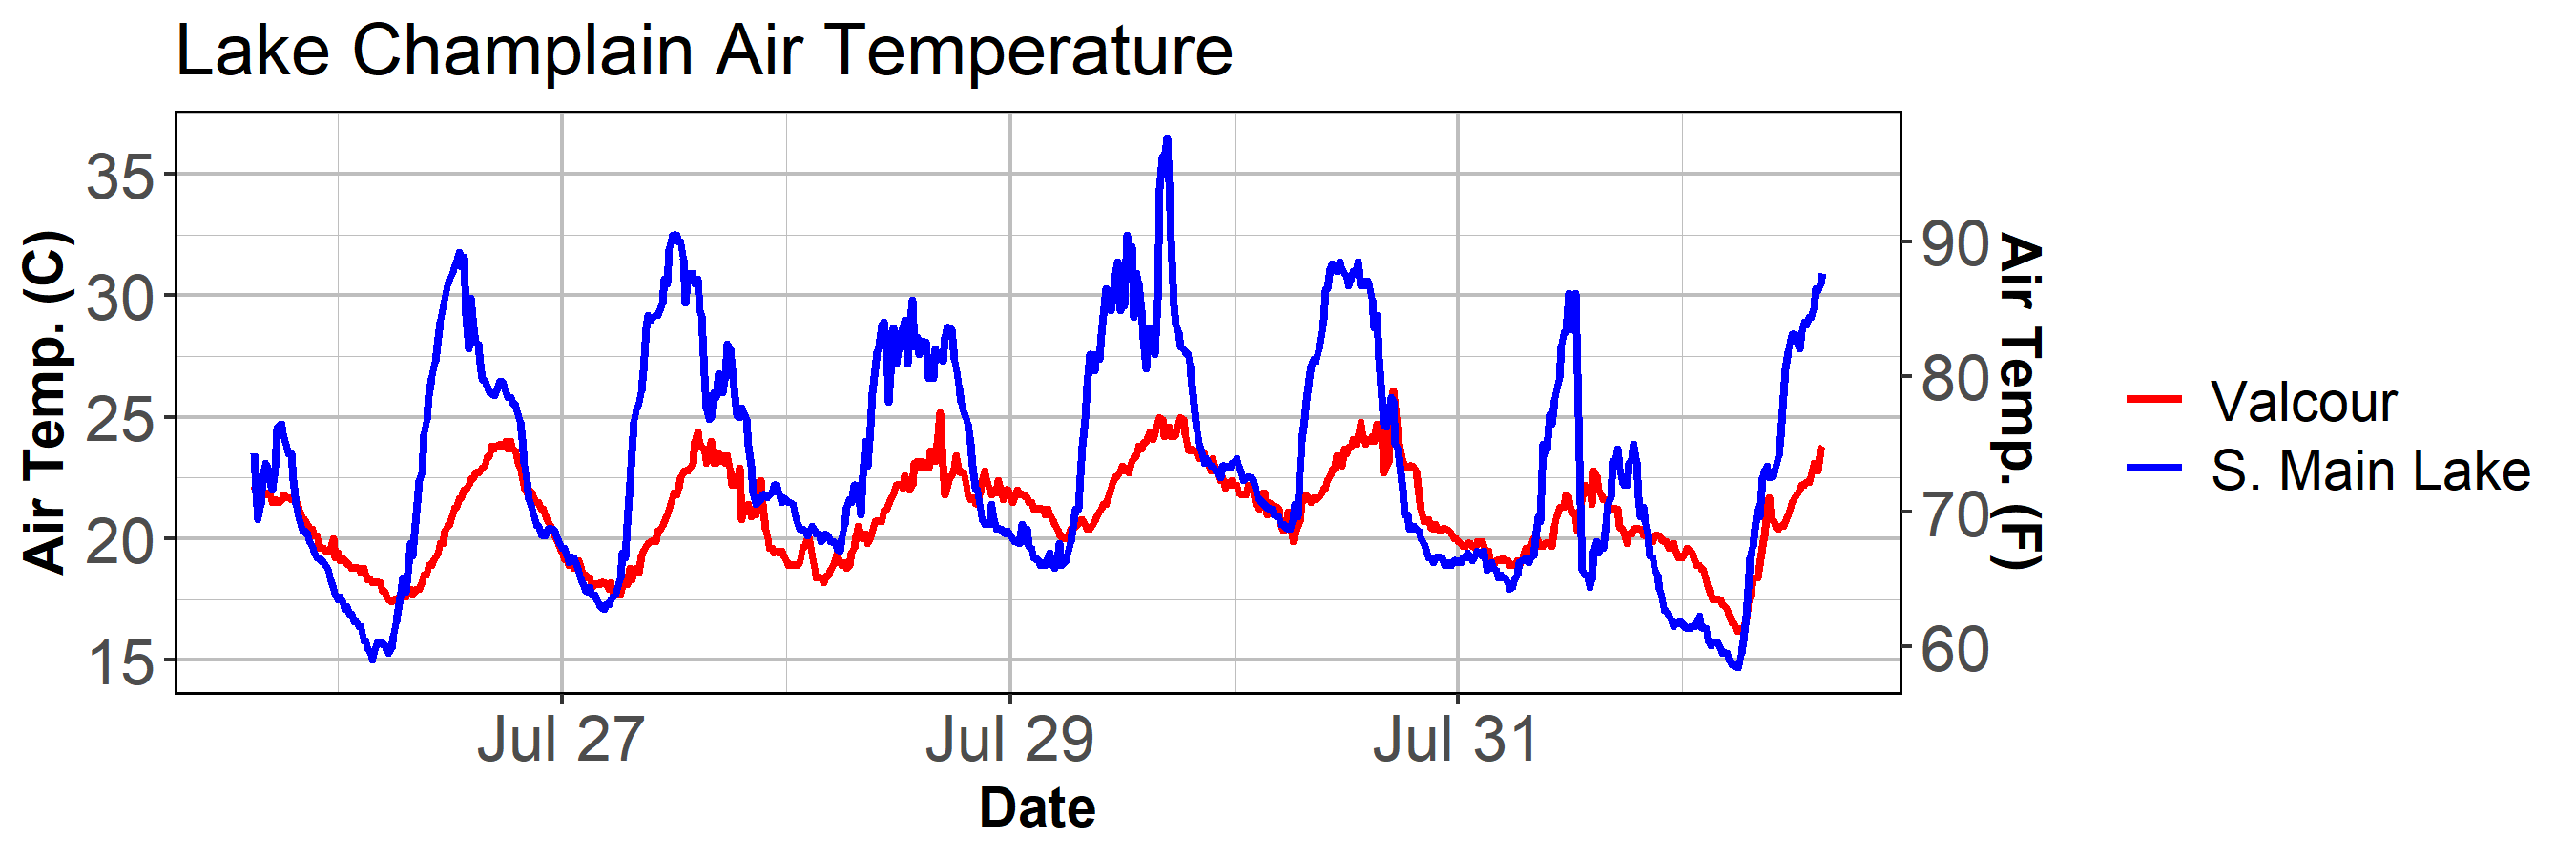 Lake Champlain Air Temperature
Air Temp. (C)
35
30
25
20
15
90
80
70
60
Air Temp. (F)
Jul 27
Jul 29
Jul 31
Date
Valcour
S. Main Lake